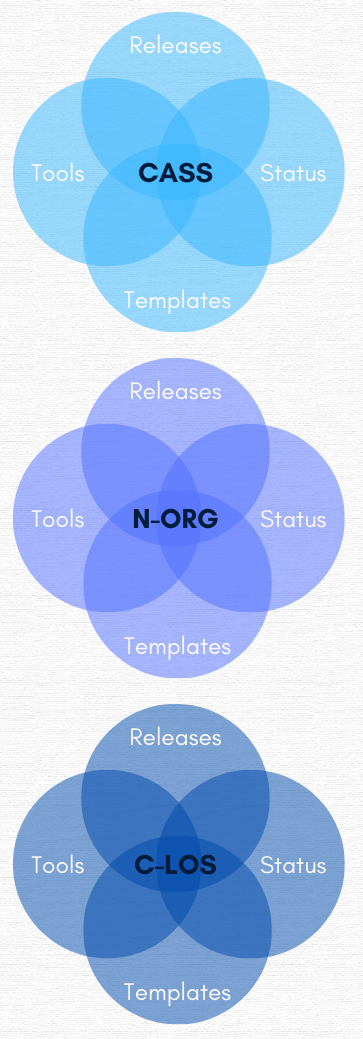 Releases
Tools
CASS
Status
Templates
Releases
Tools
N-ORG
Status
Templates
Releases
Tools
C-LOS
Status
Templates